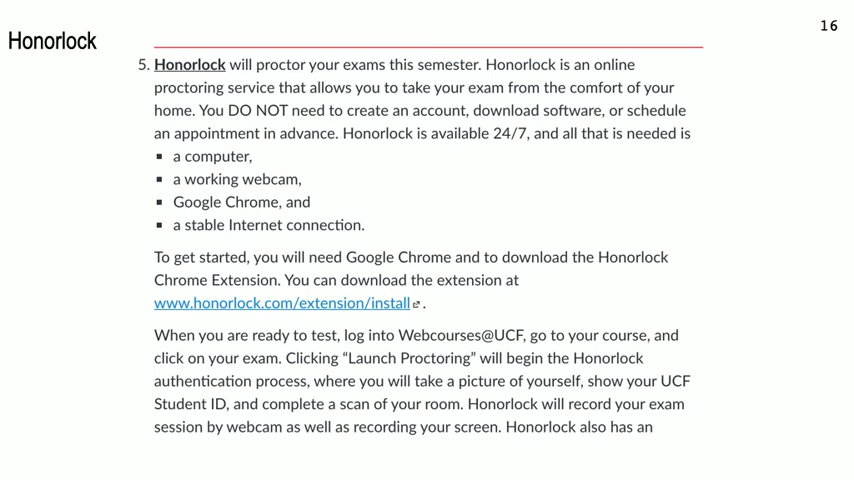 16
Honorlock
5. Honorlock will proctor your exams this semester. Honorlock is an online
proctoring service that allows you to take your exam from the comfort of your
home. You DO NOT need to create an account, download software, or schedule
an appointment in advance. Honorlock is available 24/7, and all that is needed is
▪ a computer,
▪ a working webcam,
▪ Google Chrome, and
▪ a stable Internet connection.
To get started, you will need Google Chrome and to download the Honorlock
Chrome Extension. You can download the extension at
www.honorlock.com/extension/install .
When you are ready to test, log into Webcourses@UCF, go to your course, and
click on your exam. Clicking “Launch Proctoring” will begin the Honorlock
authentication process, where you will take a picture of yourself, show your UCF
Student ID, and complete a scan of your room. Honorlock will record your exam
session by webcam as well as recording your screen. Honorlock also has an